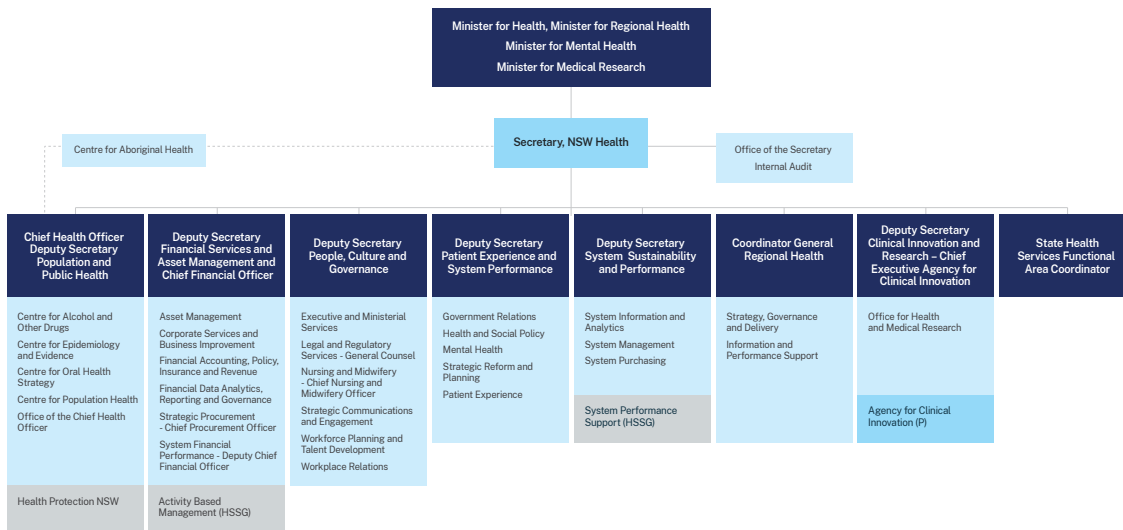 Minister for Health, Minister for Regional Health
Minister for Mental Health
Minister for Medical Research
Secretary, NSW Health
Centre for Aboriginal Health
Office of the Secretary
Internal Audit
Chief Health Officer
Deputy Secretary
Population and
Public Health
Centre for Alcohol and
Other Drugs
Centre for Epidemiology
and Evidence
Centre for Oral Health
Strategy
Centre for Population Health
Office of the Chief Health
Officer
Health Protection NSW
Deputy Secretary
Financial Services and
Asset Management and
Chief Financial Officer
Asset Management
Corporate Services and
Business Improvement
Financial Accounting, Policy,
Insurance and Revenue
Financial Data Analytics,
Reporting and Governance
Strategic Procurement
- Chief Procurement Officer
System Financial
Performance - Deputy Chief
Financial Officer
Activity Based
Management (HSSG)
Deputy Secretary
People, Culture and
Governance
Executive and Ministerial
Services
Legal and Regulatory
Services - General Counsel
Nursing and Midwifery
- Chief Nursing and
Midwifery Officer
Strategic Communications
and Engagement
Workforce Planning and
Talent Development
Workplace Relations
Deputy Secretary
Patient Experience and
System Performance
Government Relations
Health and Social Policy
Mental Health
Strategic Reform and
Planning
Patient Experience
Deputy Secretary
System Sustainability
and Performance
System Information and
Analytics
System Management
System Purchasing
System Performance
Support (HSSG)
Coordinator General
Regional Health
Strategy, Governance
and Delivery
Information and
Performance Support
Deputy Secretary
Clinical Innovation and
Research – Chief
Executive Agency for
Clinical Innovation
Office for Health
and Medical Research
Agency for Clinical
Innovation (P)
State Health
Services Functional
Area Coordinator